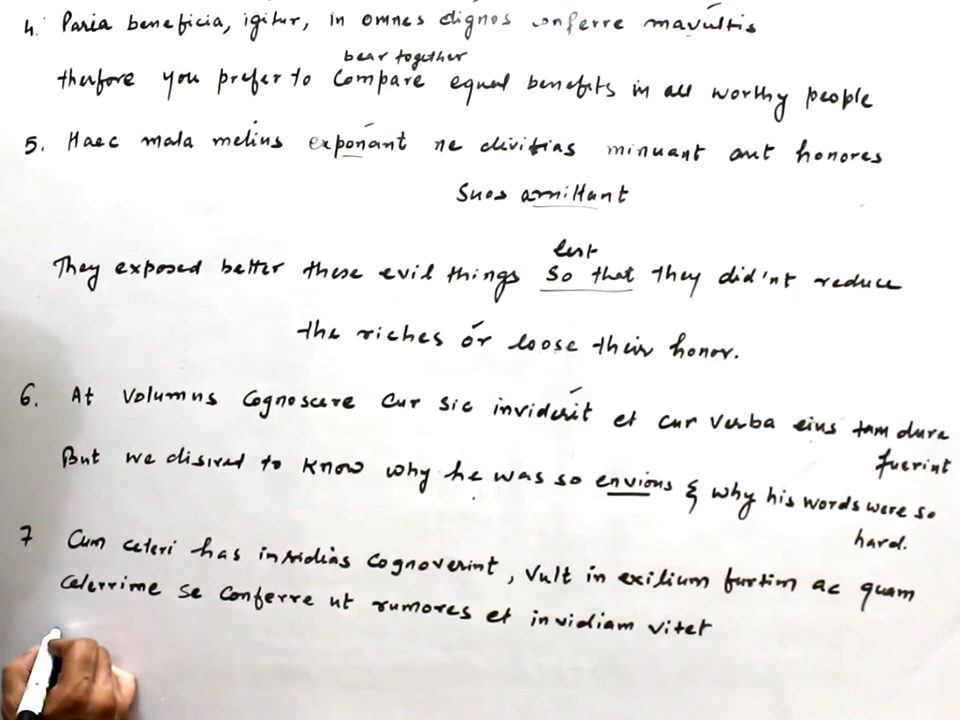 4. Paria beneficia, igitur, in omnes dignos conferre mavultis
bear together
therfore you prefer to compare equal benefits in all worthy people
5. Haec mala melius exponant ne divitias minuant aut honores
suos amittant
lest
They exposed better these evil things so that they did'nt reduce
the riches or loose their honor.
6. At volumus cognoscere cur sic inviderit et cur verba eius tam dura
fuerint
But we disired to know why he was so envious & why his words were so
hard.
7 Cum ceteri has insidias cognoverint, vult in exilium furtim ac quam
celerrime se conferre ut rumores et invidiam vitet